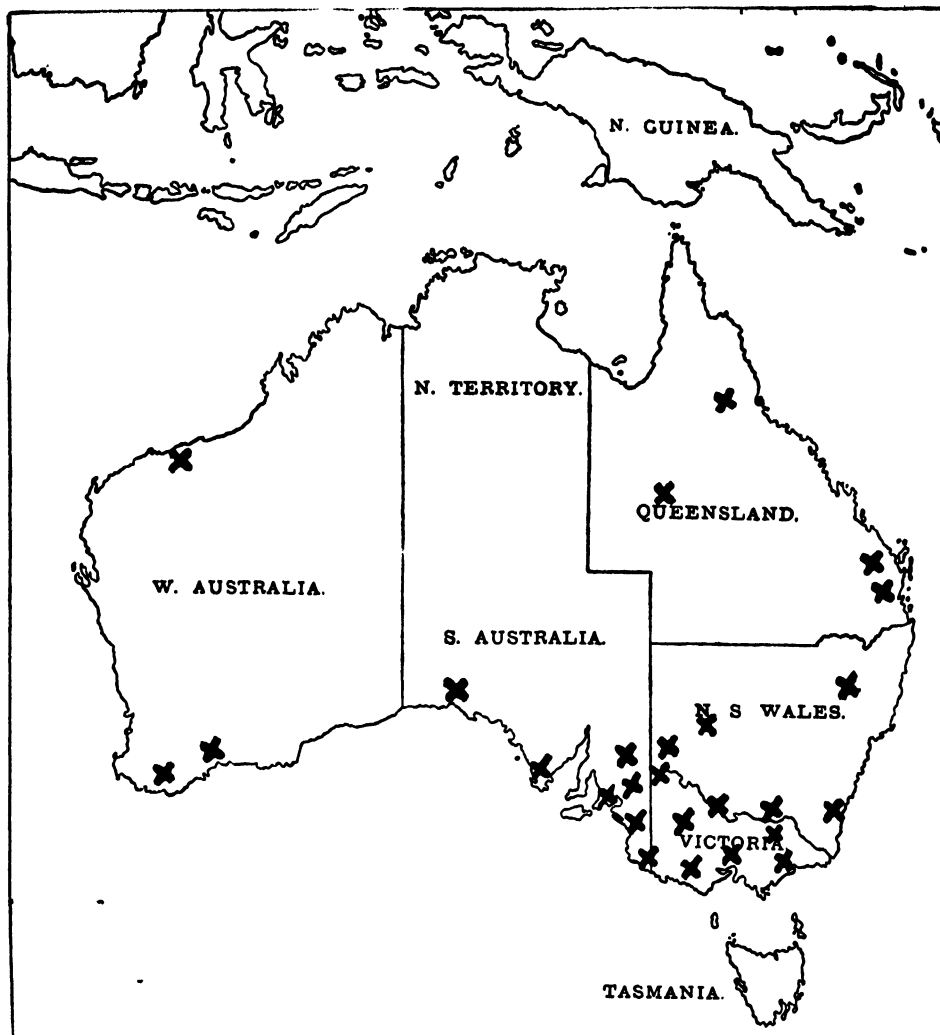 N. GUINEA.
N. TERRITORY.
QUEENSLAND.
W. AUSTRALIA.
S. AUSTRALIA.
N S WALES.
VICTORIA
TASMANIA.